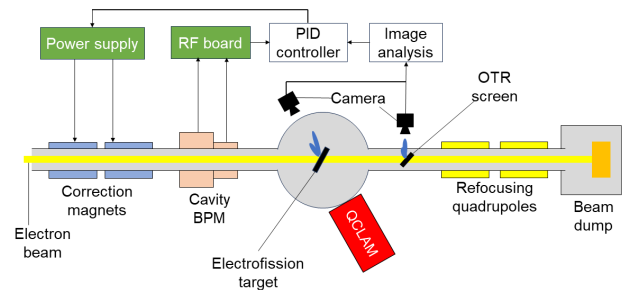 Power supply
RF board
PID
controller
Image
analysis
Camera
OTR
screen
Correction
magnets
Cavity
BPM
Electron
beam
Electrofission
target
QCLAM
Refocusing
quadrupoles
Beam
dump